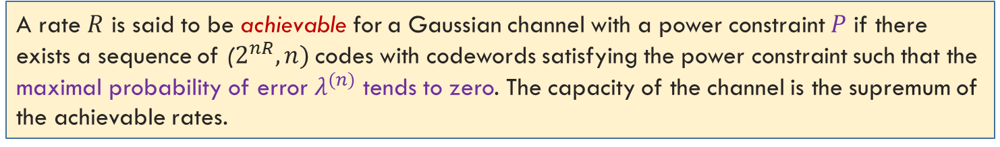 A rate 𝑅 is said to be achievable for a Gaussian channel with a power constraint 𝑃 if there
exists a sequence of (2^{nR}, n) codes with codewords satisfying the power constraint such that the
maximal probability of error λ^{(n)} tends to zero. The capacity of the channel is the supremum of
the achievable rates.